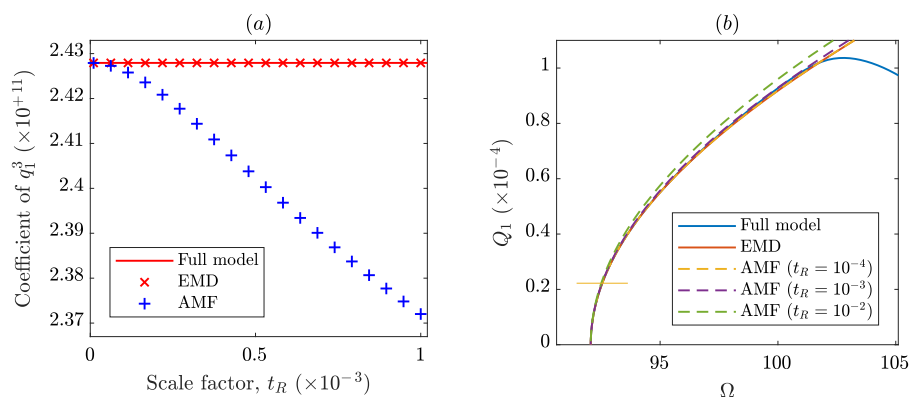 (a)
Coefficient of q₁³ (×10⁺¹¹)
2.43
2.42
2.41
2.4
2.39
2.38
2.37
0
0.5
1
Scale factor, t_R (×10⁻³)
Full model
EMD
AMF
(b)
Q₁ (×10⁻⁴)
1
0.8
0.6
0.4
0.2
0
95
100
105
Ω
Full model
EMD
AMF (t_R = 10⁻⁴)
AMF (t_R = 10⁻³)
AMF (t_R = 10⁻²)